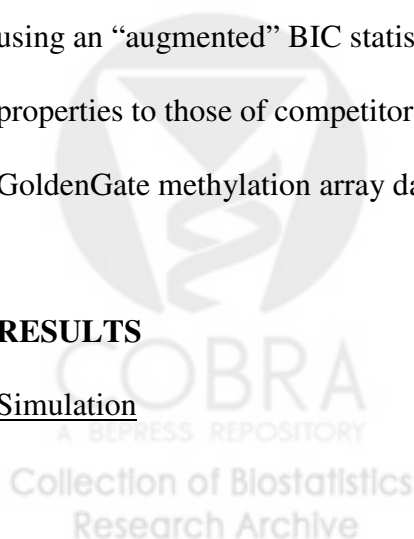 using an “augmented” BIC statis
properties to those of competitor
GoldenGate methylation array da
RESULTS
COBRA
Simulation
A BEPRESS REPOSITORY
Collection of Biostatistics
Research Archive